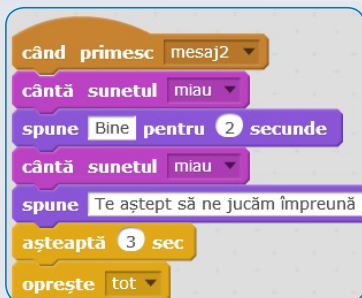 când primesc mesaj2
cântă sunetul miau
spune Bine pentru 2 secunde
cântă sunetul miau
spune Te aștept să ne jucăm împreună
așteaptă 3 sec
oprește tot